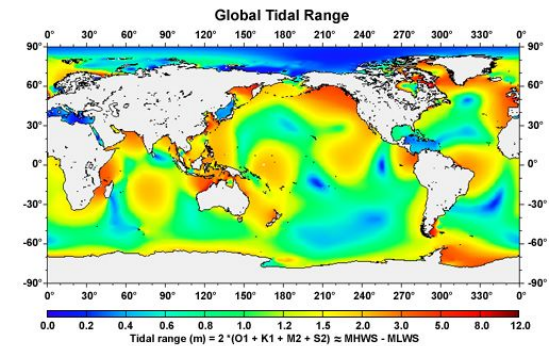 Global Tidal Range
0° 30° 60° 90° 120° 150° 180° 210° 240° 270° 300° 330° 0°
90° 90°
60° 60°
30° 30°
0° 0°
-30° -30°
-60° -60°
-90° -90°
0° 30° 60° 90° 120° 150° 180° 210° 240° 270° 300° 330° 0°
0.0 0.2 0.4 0.6 0.8 1.0 1.2 1.5 2.0 3.0 5.0 8.0 12.0
Tidal range (m) = 2 *(O1 + K1 + M2 + S2) ≈ MHWS - MLWS